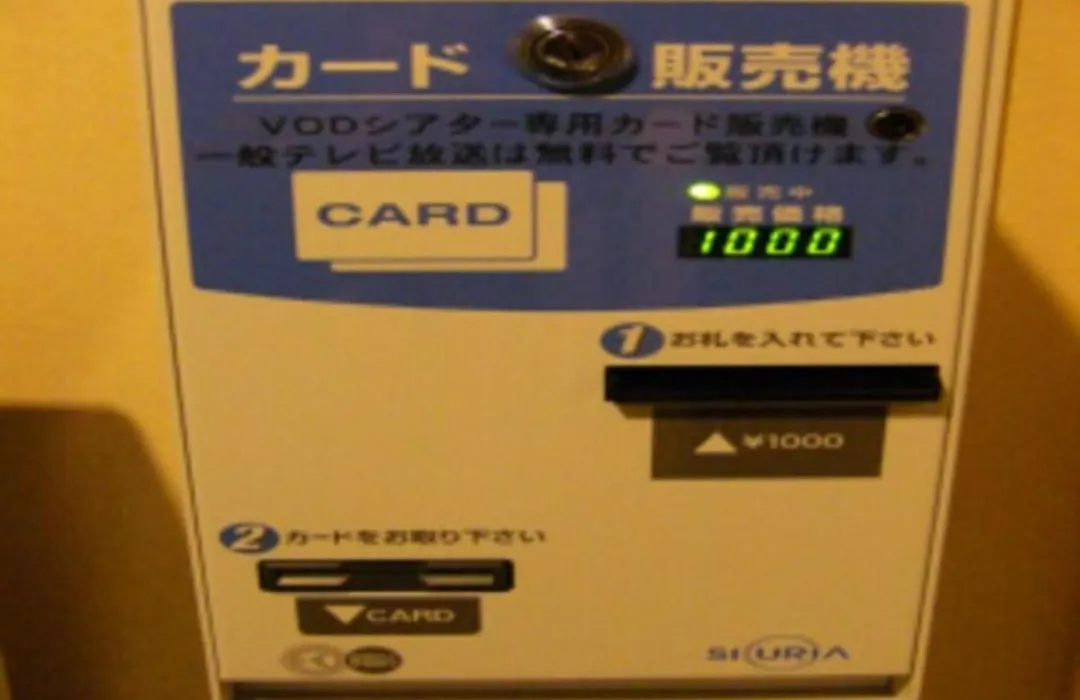 カード 販売機
VODシアター専用カード販売機
一般テレビ放送は無料でご覧頂けます。
CARD
販売中
販売価格
1000
1 お札を入れて下さい
▲¥1000
2 カードをお取り下さい
▼CARD